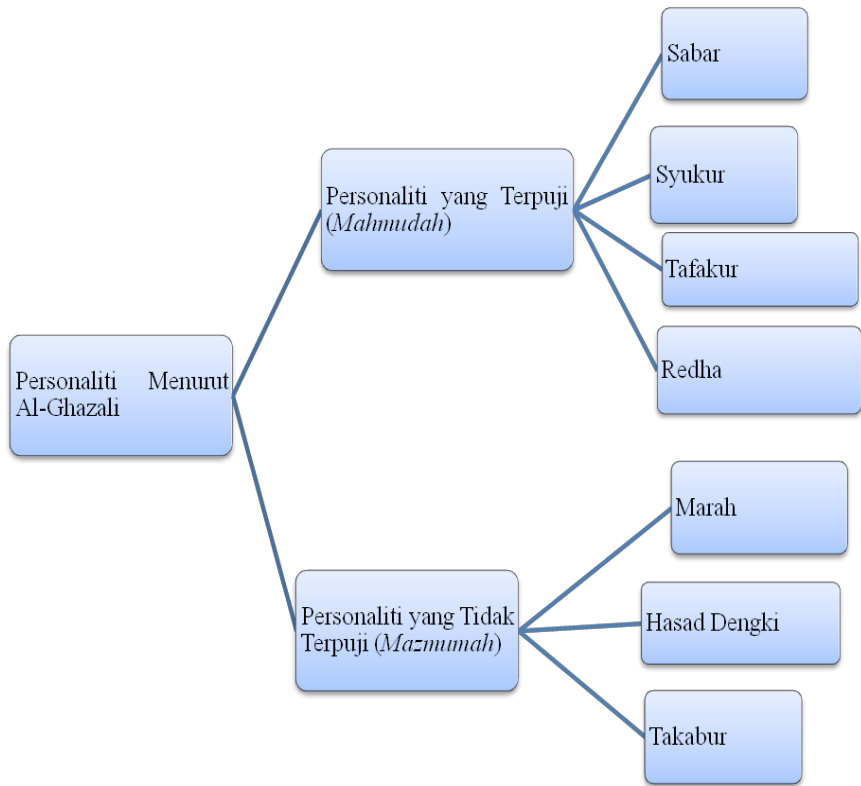 Personaliti Menurut
Al-Ghazali
Personaliti yang Terpuji
(Mahmudah)
Sabar
Syukur
Tafakur
Redha
Personaliti yang Tidak
Terpuji (Mazmumah)
Marah
Hasad Dengki
Takabur